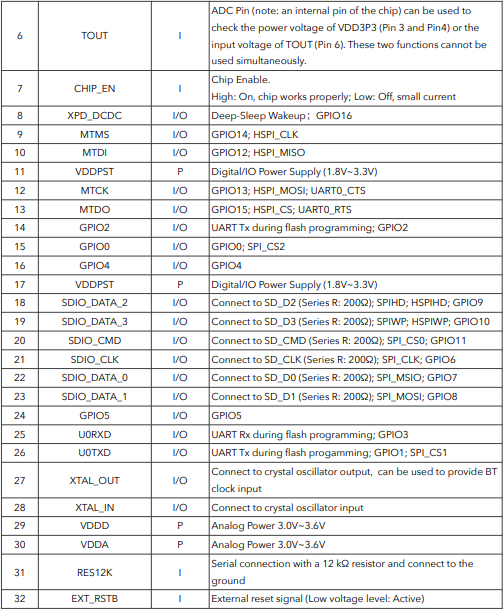 ADC Pin (note: an internal pin of the chip) can be used to
check the power voltage of VDD3P3 (Pin 3 and Pin4) or the
6 TOUT I input voltage of TOUT (Pin 6). These two functions cannot be
used simultaneously.
Chip Enable.
7 CHIP_EN I
High: On, chip works properly; Low: Off, small current
8 XPD_DCDC I/O Deep-Sleep Wakeup； GPIO16
9 MTMS I/O GPIO14; HSPI_CLK
10 MTDI I/O GPIO12; HSPI_MISO
11 VDDPST P Digital/IO Power Supply (1.8V~3.3V)
12 MTCK I/O GPIO13; HSPI_MOSI; UART0_CTS
13 MTDO I/O GPIO15; HSPI_CS; UART0_RTS
14 GPIO2 I/O UART Tx during flash programming; GPIO2
15 GPIO0 I/O GPIO0; SPI_CS2
16 GPIO4 I/O GPIO4
17 VDDPST P Digital/IO Power Supply (1.8V~3.3V)
18 SDIO_DATA_2 I/O Connect to SD_D2 (Series R: 200Ω); SPIHD; HSPIHD; GPIO9
19 SDIO_DATA_3 I/O Connect to SD_D3 (Series R: 200Ω); SPIWP; HSPIWP; GPIO10
20 SDIO_CMD I/O Connect to SD_CMD (Series R: 200Ω); SPI_CS0; GPIO11
21 SDIO_CLK I/O Connect to SD_CLK (Series R: 200Ω); SPI_CLK; GPIO6
22 SDIO_DATA_0 I/O Connect to SD_D0 (Series R: 200Ω); SPI_MSIO; GPIO7
23 SDIO_DATA_1 I/O Connect to SD_D1 (Series R: 200Ω); SPI_MOSI; GPIO8
24 GPIO5 I/O GPIO5
25 U0RXD I/O UART Rx during flash programming; GPIO3
26 U0TXD I/O UART Tx during flash progamming; GPIO1; SPI_CS1
27 XTAL_OUT I/O Connect to crystal oscillator output, can be used to provide BT
clock input
28 XTAL_IN I/O Connect to crystal oscillator input
29 VDDD P Analog Power 3.0V~3.6V
30 VDDA P Analog Power 3.0V~3.6V
31 RES12K I Serial connection with a 12 kΩ resistor and connect to the
ground
32 EXT_RSTB I External reset signal (Low voltage level: Active)